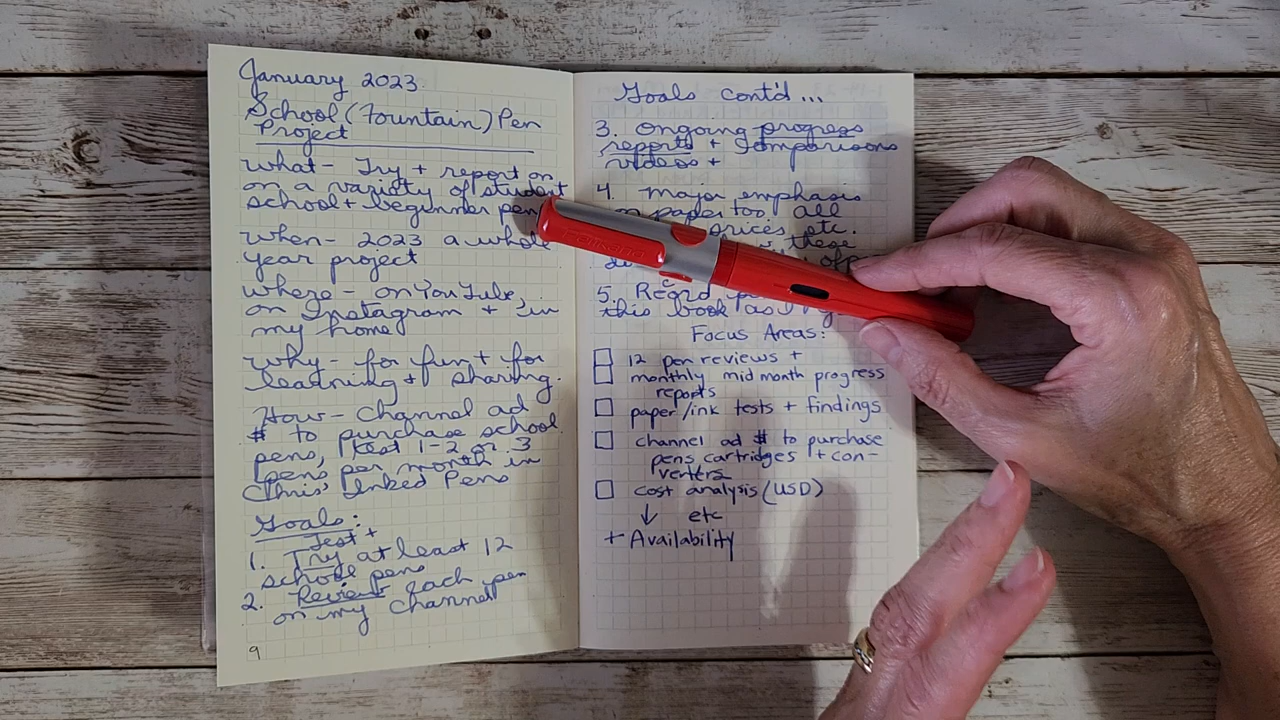 January 2023
School (Fountain) Pen
Project
what- Try + report on
on a variety of student
school + beginner pen
when- 2023 a whole
year project
where- on YouTube,
on Instagram + in
my home
why- for fun + for
learning + sharing.
How- channel ad
$ to purchase school
pens, test 1-2 or 3
pens per month in
Chris' Inked Pens
Goals:
Test +
1. Try at least 12
school pens
2. Review each pen
on my channel
9
Goals cont'd...
3. Ongoing progress
reports + comparisons
videos +
4. major emphasis
on paper too, all
prices etc.
these
5. Record
this book as I
Focus Areas:
12 pen reviews +
monthly mid month progress
reports
paper/ink tests + findings
channel ad $ to purchase
pens cartridges + con-
verters
cost analysis (USD)
↓ etc
+ Availability